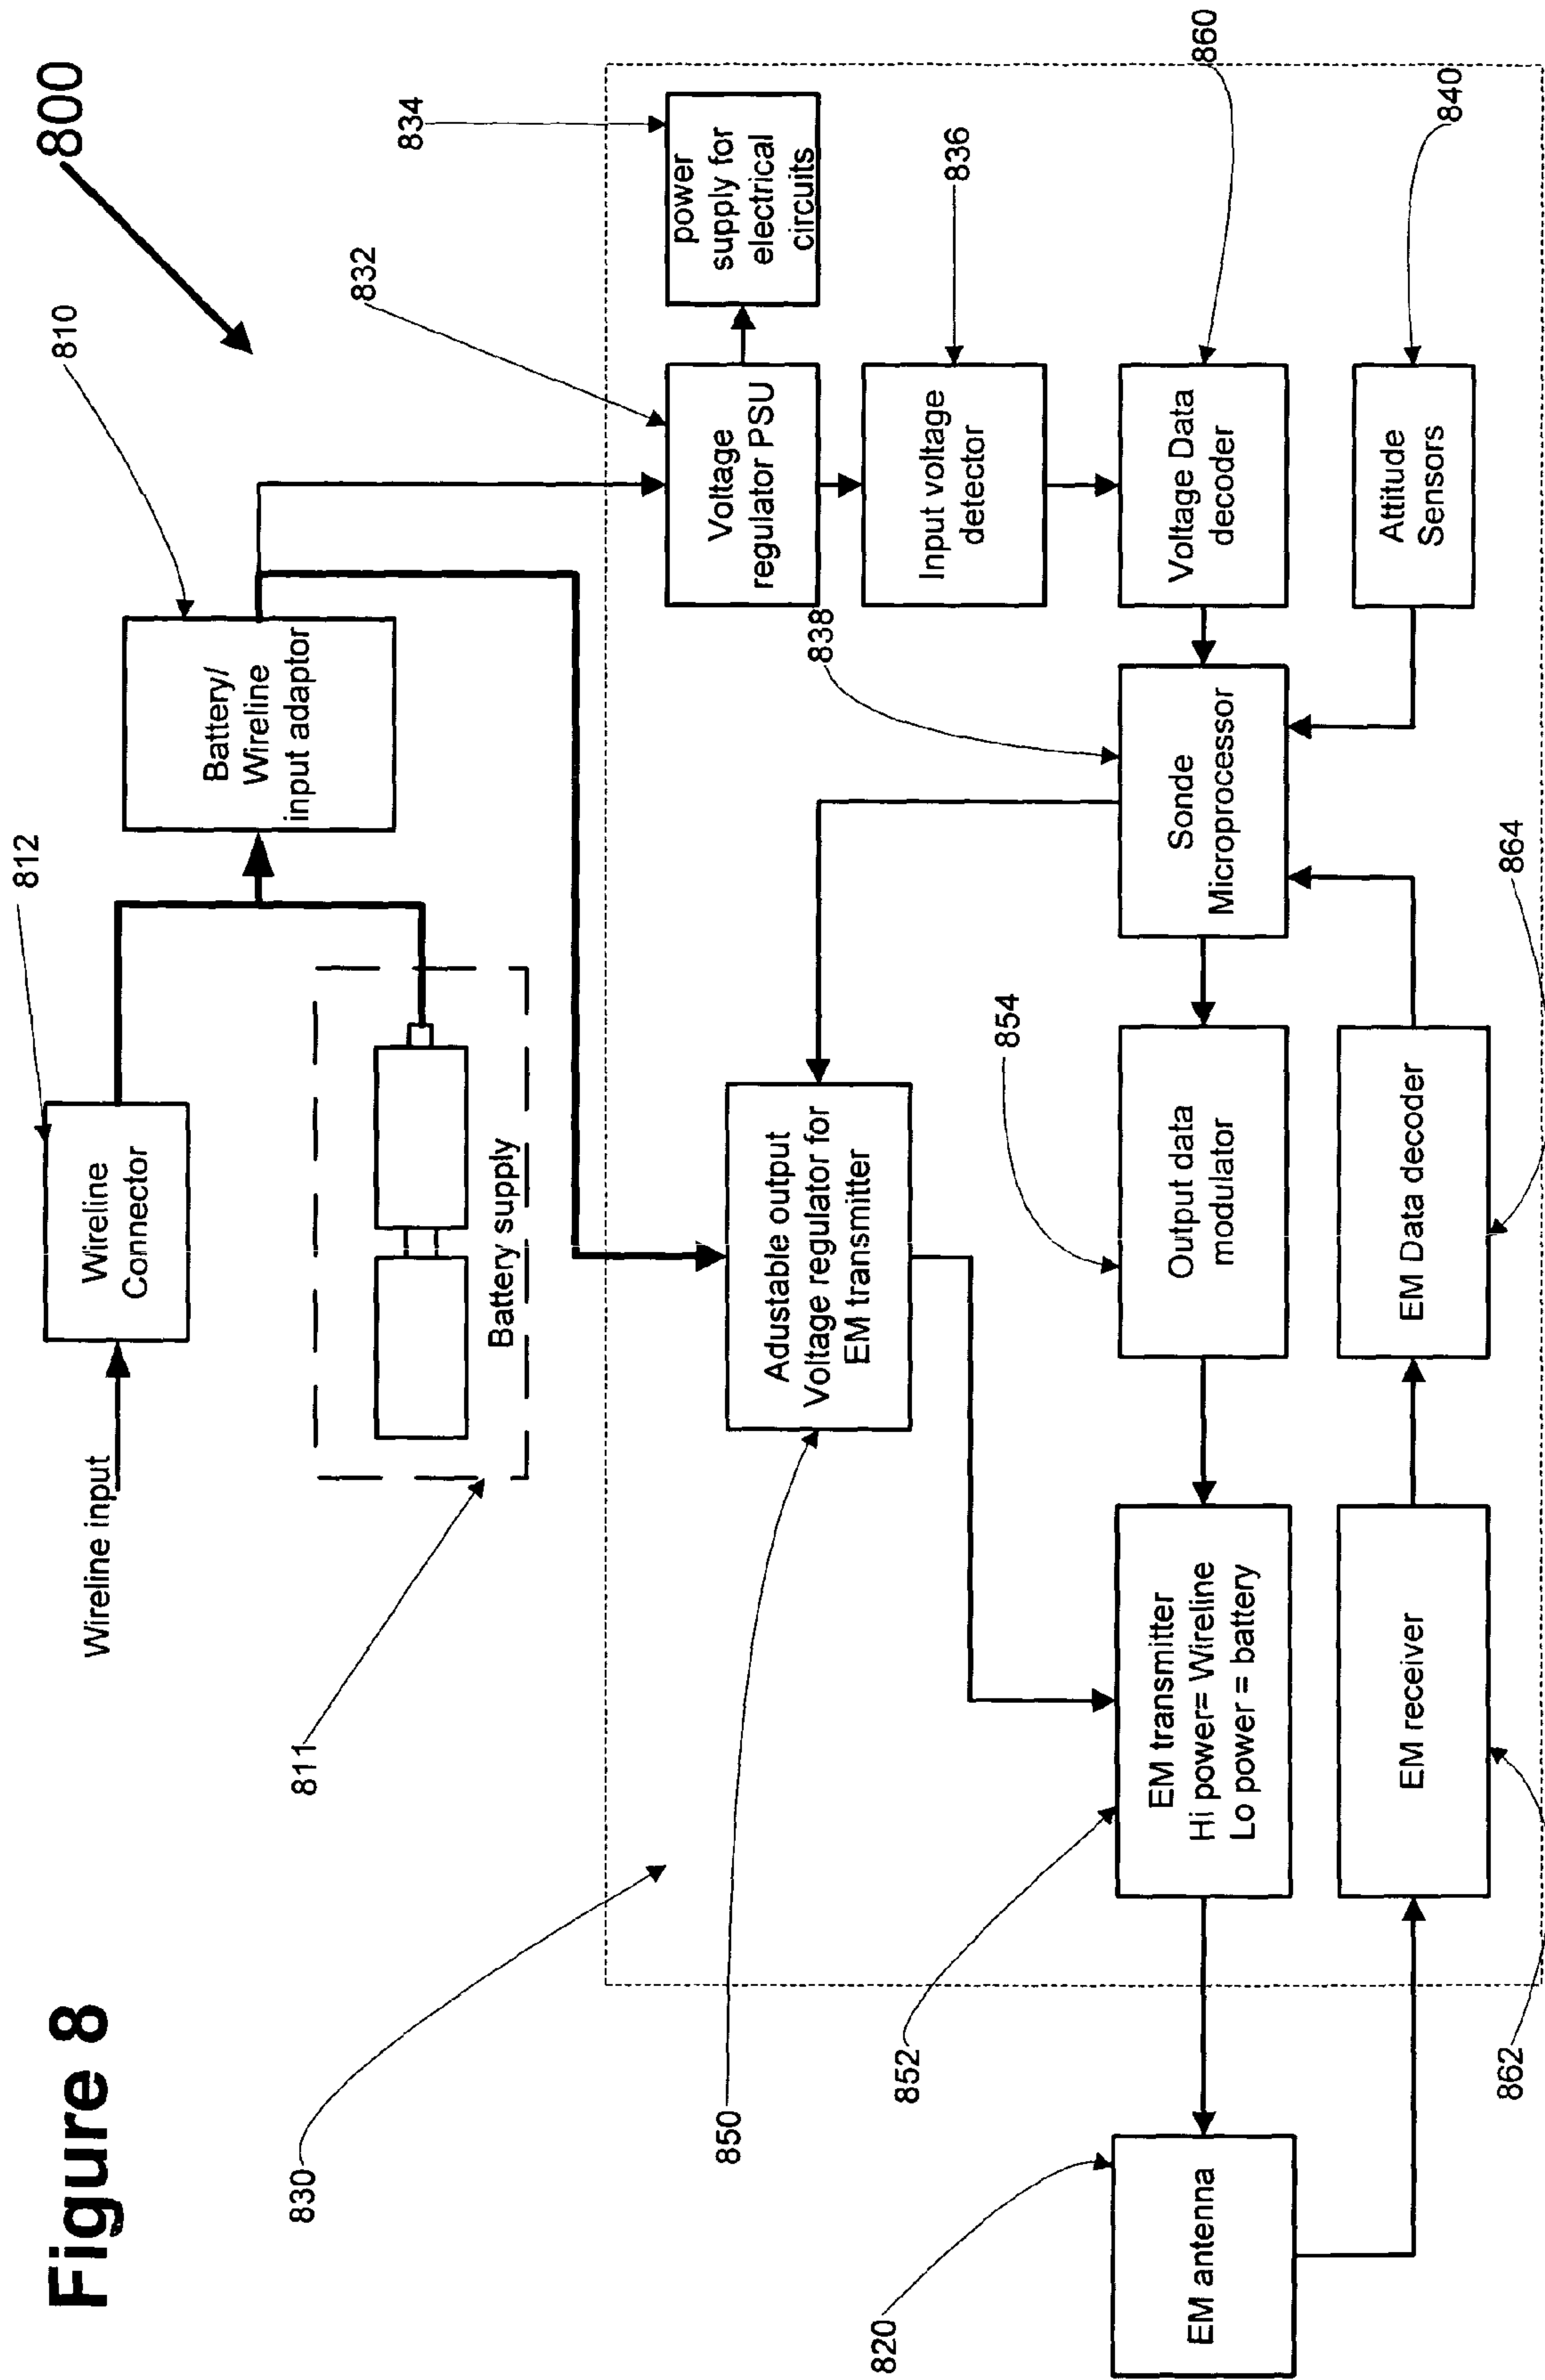 Figure 8
800
Wireline input
Wireline
Connector
812
Battery supply
811
Battery/
Wireline
input adaptor
810
830
832
Voltage
regulator PSU
834
power
supply for
electrical
circuits
Input voltage
detector
836
850
Adustable output
Voltage regulator for
EM transmitter
838
Sonde
Microprocessor
Voltage Data
decoder
860
Attitude
Sensors
840
854
Output data
modulator
852
EM transmitter
Hi power= Wireline
Lo power = battery
820
EM antenna
EM receiver
862
EM Data decoder
864